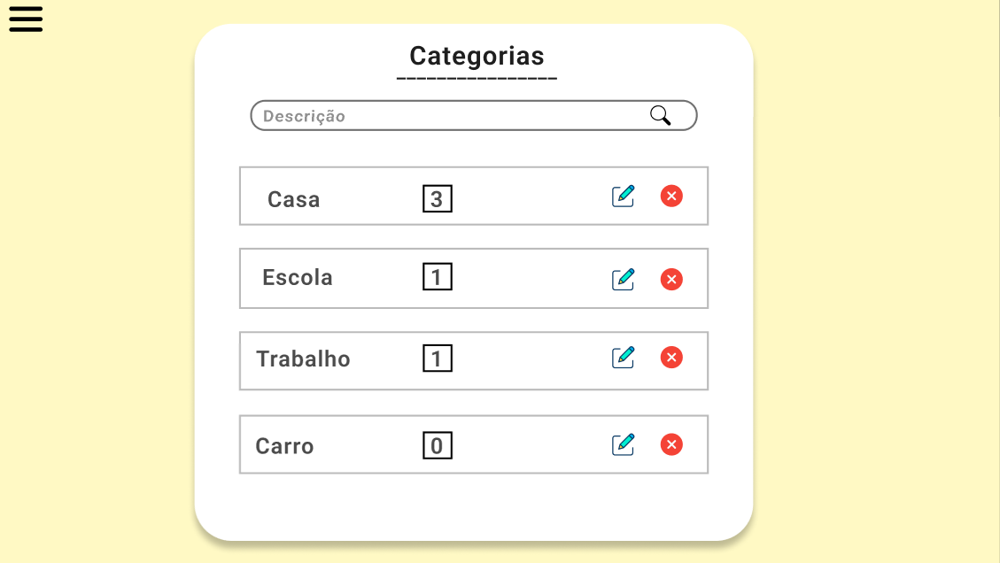 Categorias
----------------
Descrição
Casa 3
Escola 1
Trabalho 1
Carro 0